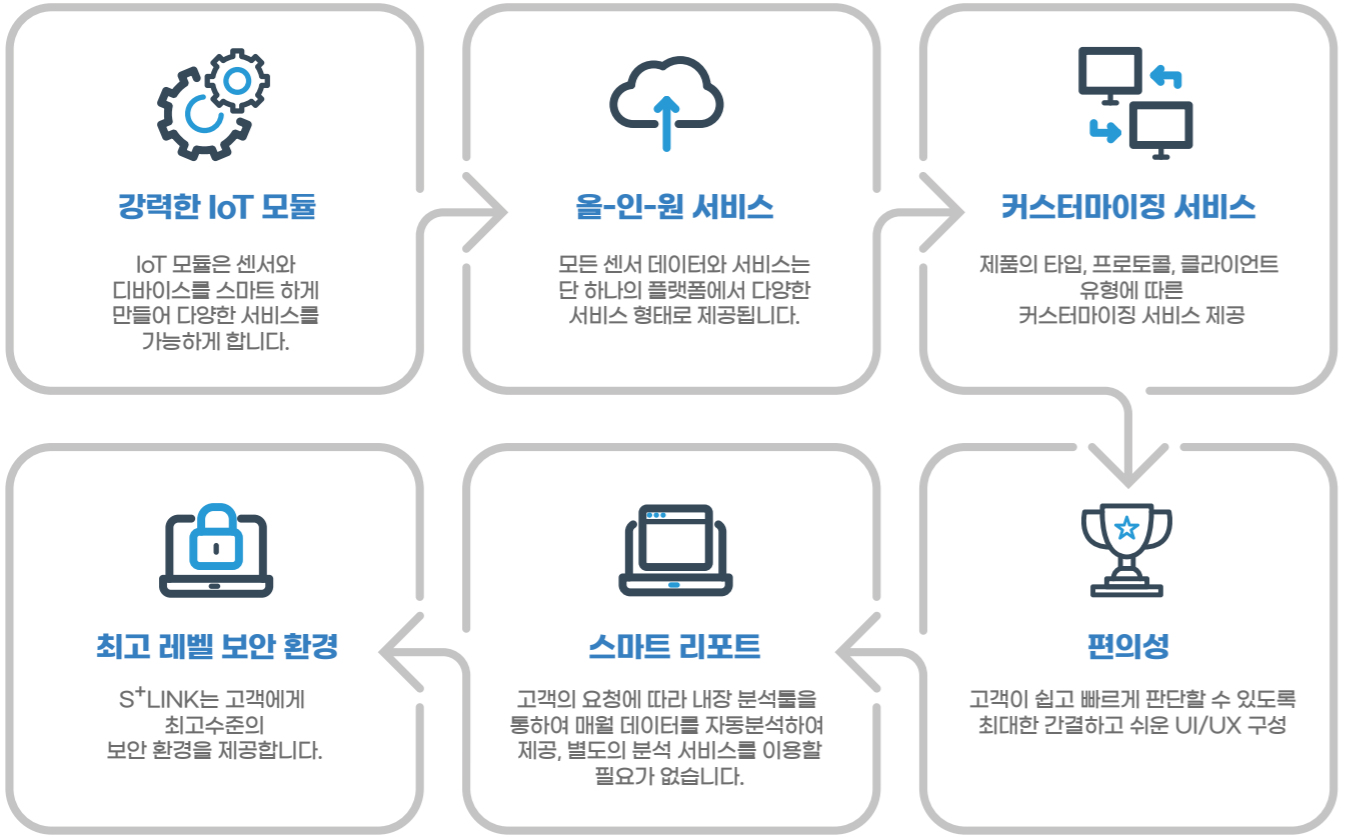 강력한 IoT 모듈
IoT 모듈은 센서와
디바이스를 스마트 하게
만들어 다양한 서비스를
가능하게 합니다.
올-인-원 서비스
모든 센서 데이터와 서비스는
단 하나의 플랫폼에서 다양한
서비스 형태로 제공됩니다.
커스터마이징 서비스
제품의 타입, 프로토콜, 클라이언트
유형에 따른
커스터마이징 서비스 제공
편의성
고객이 쉽고 빠르게 판단할 수 있도록
최대한 간결하고 쉬운 UI/UX 구성
스마트 리포트
고객의 요청에 따라 내장 분석툴을
통하여 매월 데이터를 자동분석하여
제공, 별도의 분석 서비스를 이용할
필요가 없습니다.
최고 레벨 보안 환경
S⁺LINK는 고객에게
최고수준의
보안 환경을 제공합니다.